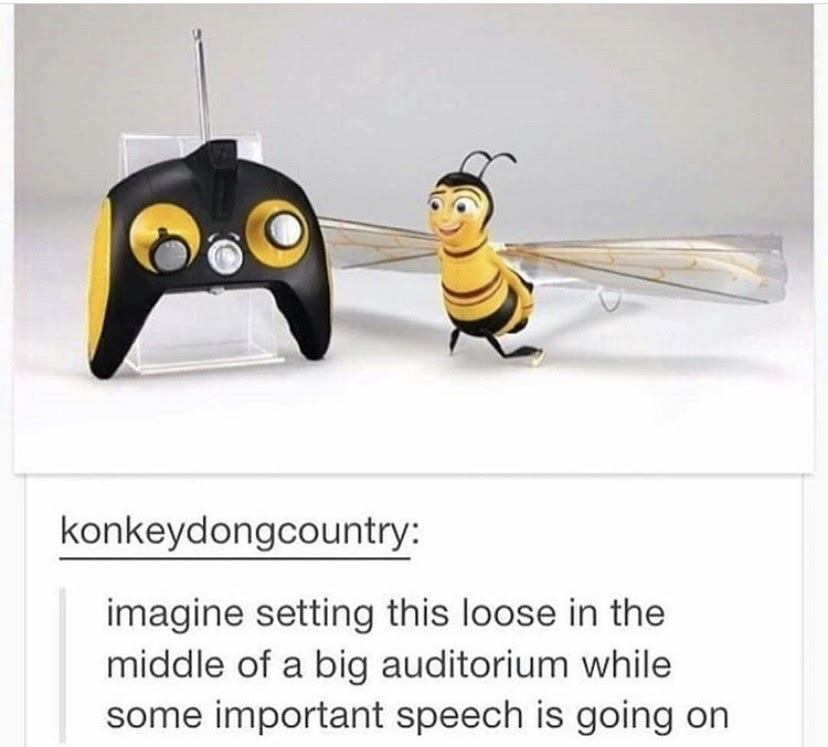 konkeydongcountry:
imagine setting this loose in the
middle of a big auditorium while
some important speech is going on